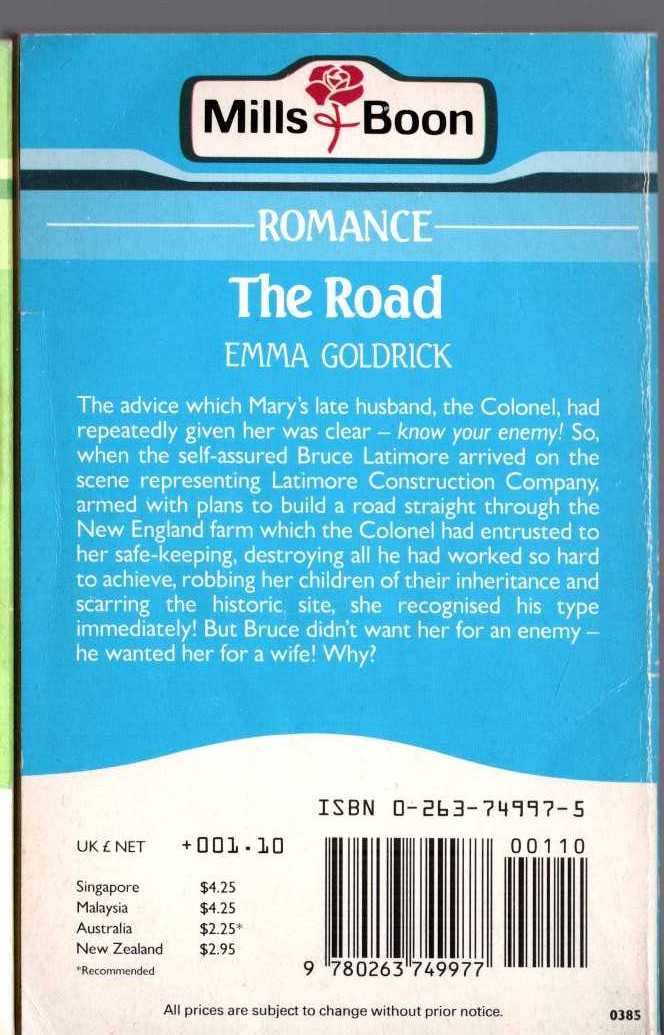 Mills & Boon
ROMANCE
The Road
EMMA GOLDRICK
The advice which Mary's late husband, the Colonel, had
repeatedly given her was clear – know your enemy! So,
when the self-assured Bruce Latimore arrived on the
scene representing Latimore Construction Company,
armed with plans to build a road straight through the
New England farm which the Colonel had entrusted to
her safe-keeping, destroying all he had worked so hard
to achieve, robbing her children of their inheritance and
scarring the historic site, she recognised his type
immediately! But Bruce didn't want her for an enemy –
he wanted her for a wife! Why?
ISBN 0-263-74997-5
UK £ NET +001.10
00110
Singapore $4.25
Malaysia $4.25
Australia $2.25*
New Zealand $2.95
*Recommended
9 780263 749977
All prices are subject to change without prior notice.
0385